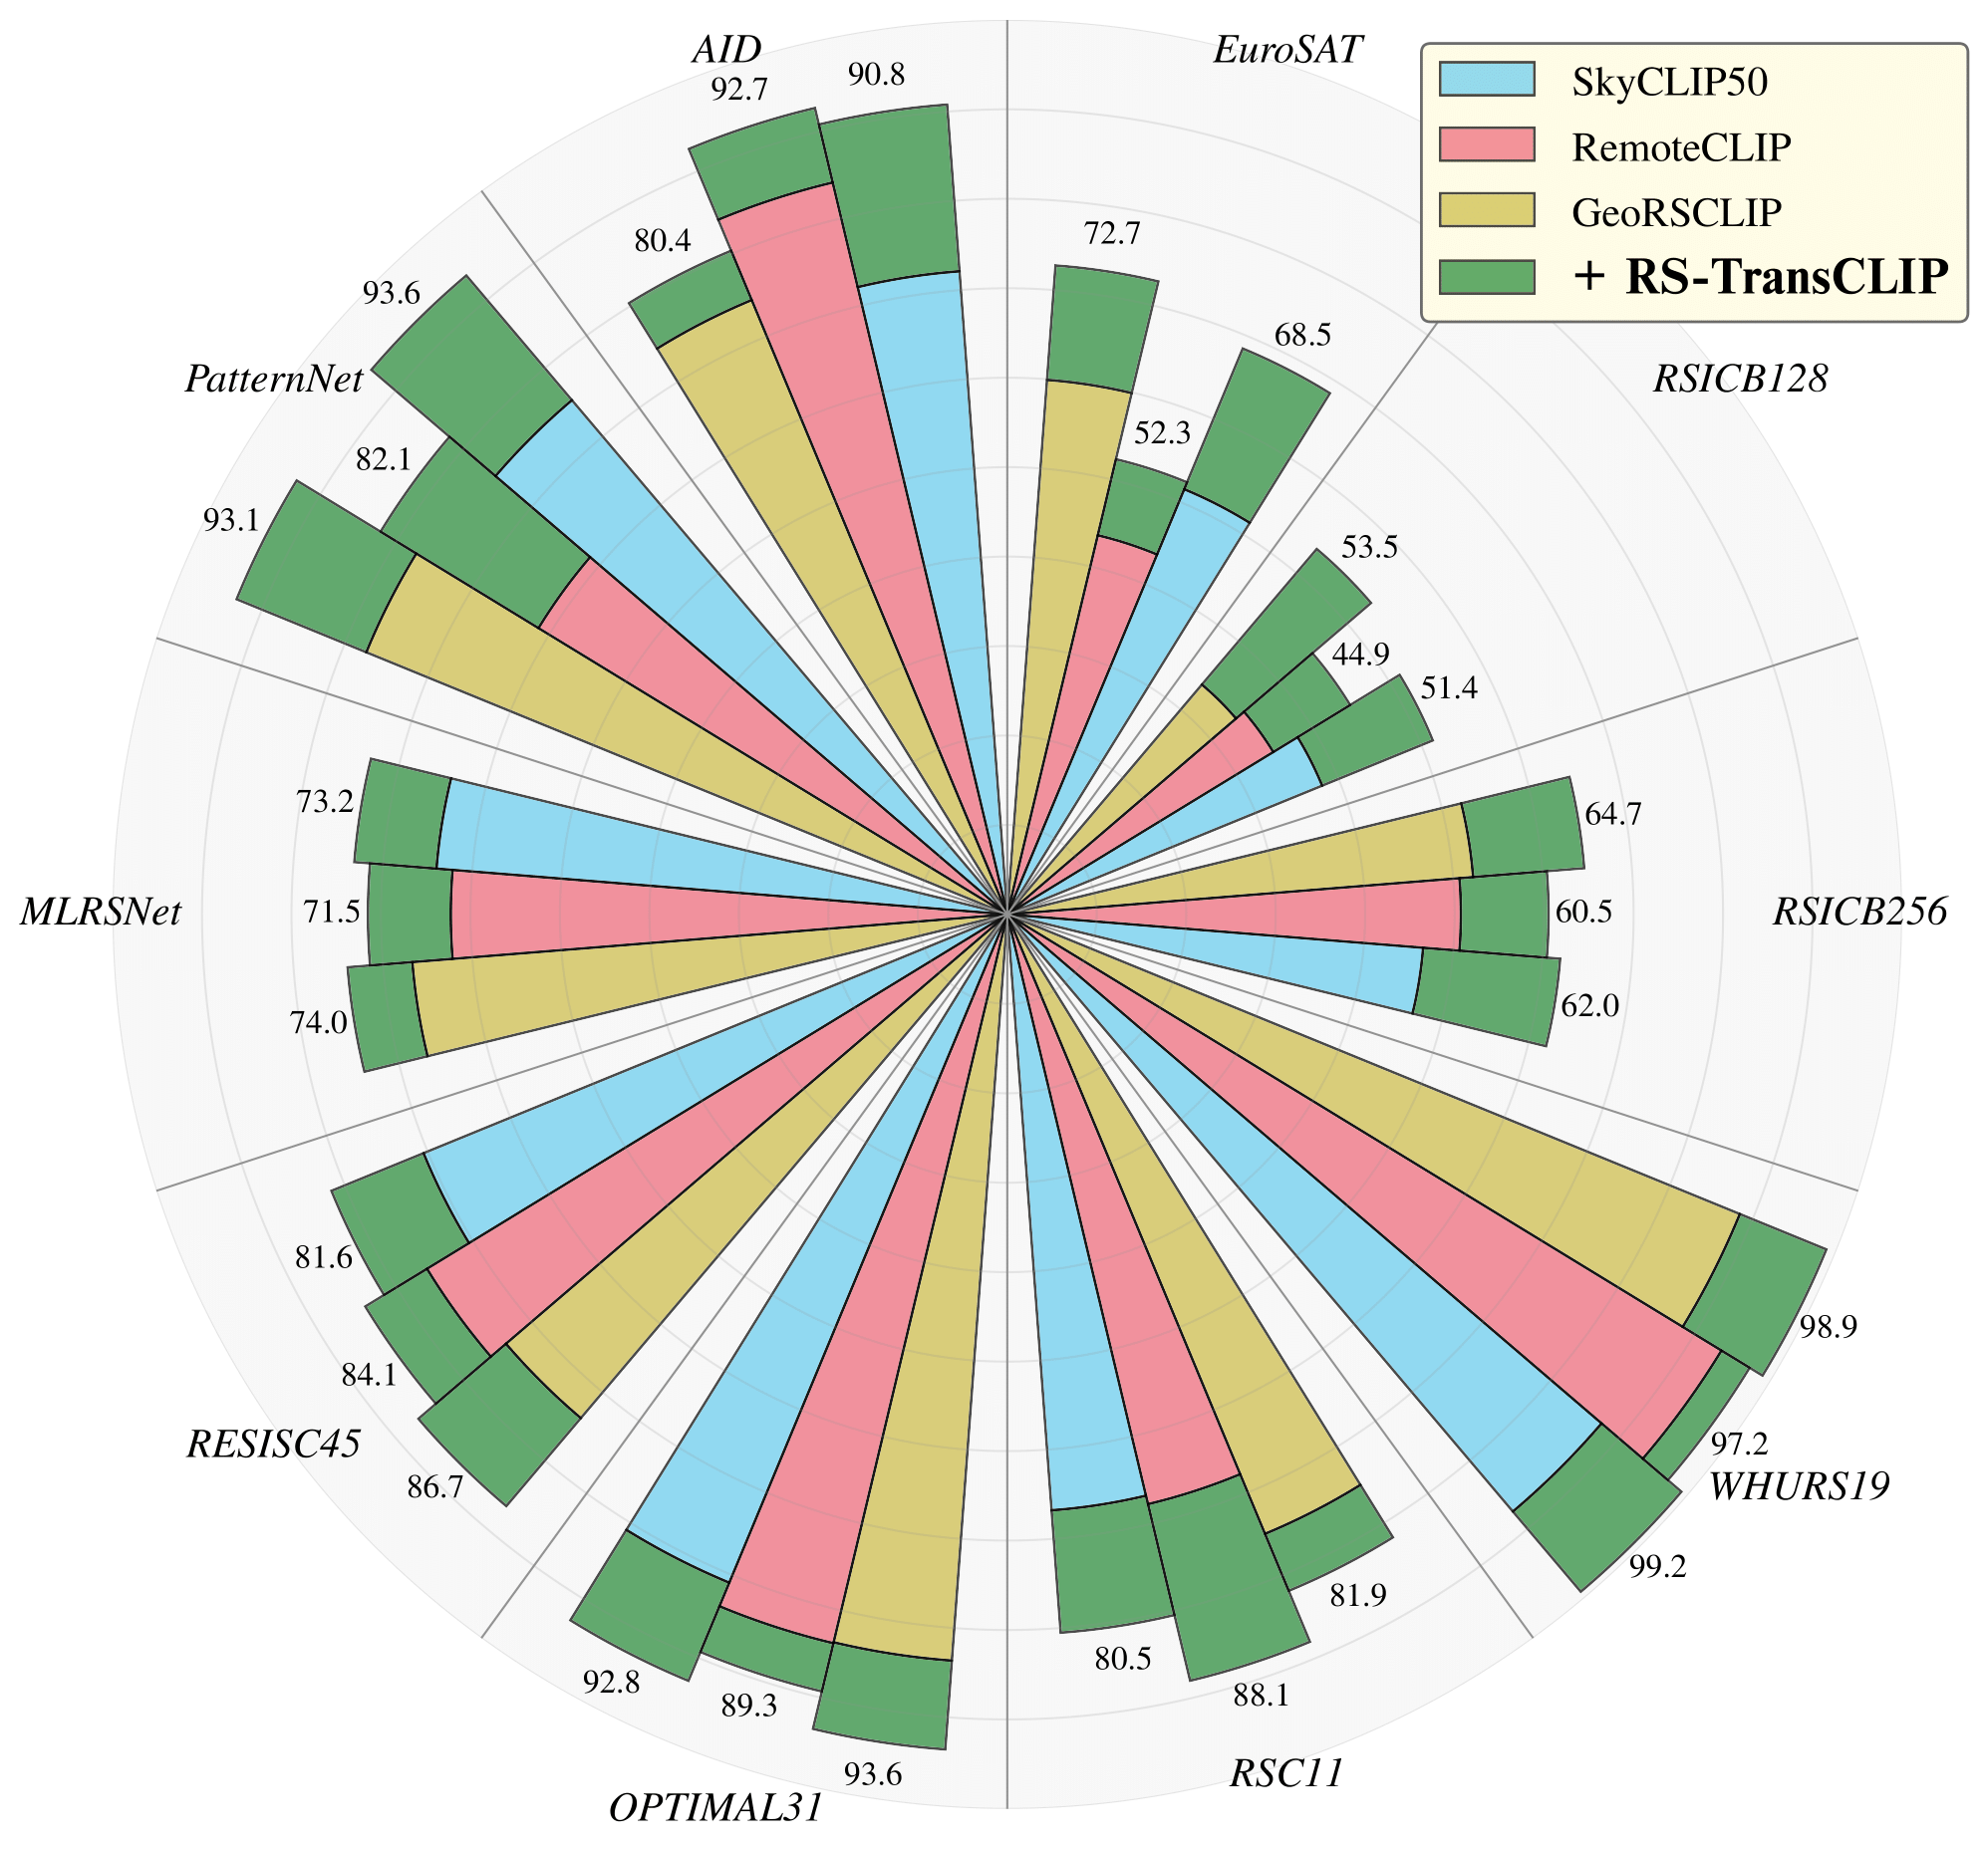 AID
EuroSAT
SkyCLIP50
RemoteCLIP
GeoRSCLIP
+ RS-TransCLIP
92.7
90.8
80.4
72.7
52.3
68.5
RSICB128
53.5
44.9
51.4
PatternNet
93.6
82.1
93.1
64.7
60.5
62.0
RSICB256
MLRSNet
73.2
71.5
74.0
98.9
97.2
99.2
WHURS19
81.6
84.1
86.7
RESISC45
92.8
89.3
93.6
OPTIMAL31
80.5
88.1
81.9
RSC11